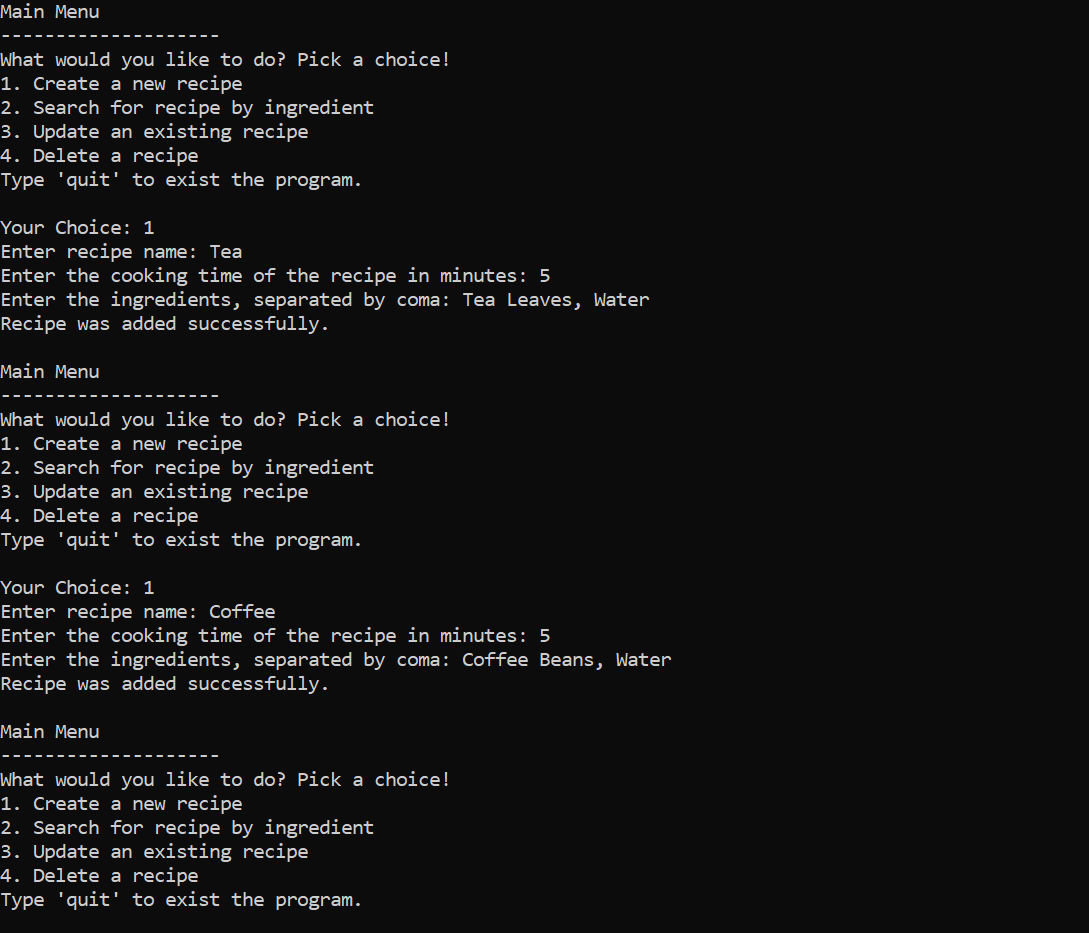 Main Menu
--------------------
What would you like to do? Pick a choice!
1. Create a new recipe
2. Search for recipe by ingredient
3. Update an existing recipe
4. Delete a recipe
Type 'quit' to exist the program.
Your Choice: 1
Enter recipe name: Tea
Enter the cooking time of the recipe in minutes: 5
Enter the ingredients, separated by coma: Tea Leaves, Water
Recipe was added successfully.
Main Menu
--------------------
What would you like to do? Pick a choice!
1. Create a new recipe
2. Search for recipe by ingredient
3. Update an existing recipe
4. Delete a recipe
Type 'quit' to exist the program.
Your Choice: 1
Enter recipe name: Coffee
Enter the cooking time of the recipe in minutes: 5
Enter the ingredients, separated by coma: Coffee Beans, Water
Recipe was added successfully.
Main Menu
--------------------
What would you like to do? Pick a choice!
1. Create a new recipe
2. Search for recipe by ingredient
3. Update an existing recipe
4. Delete a recipe
Type 'quit' to exist the program.